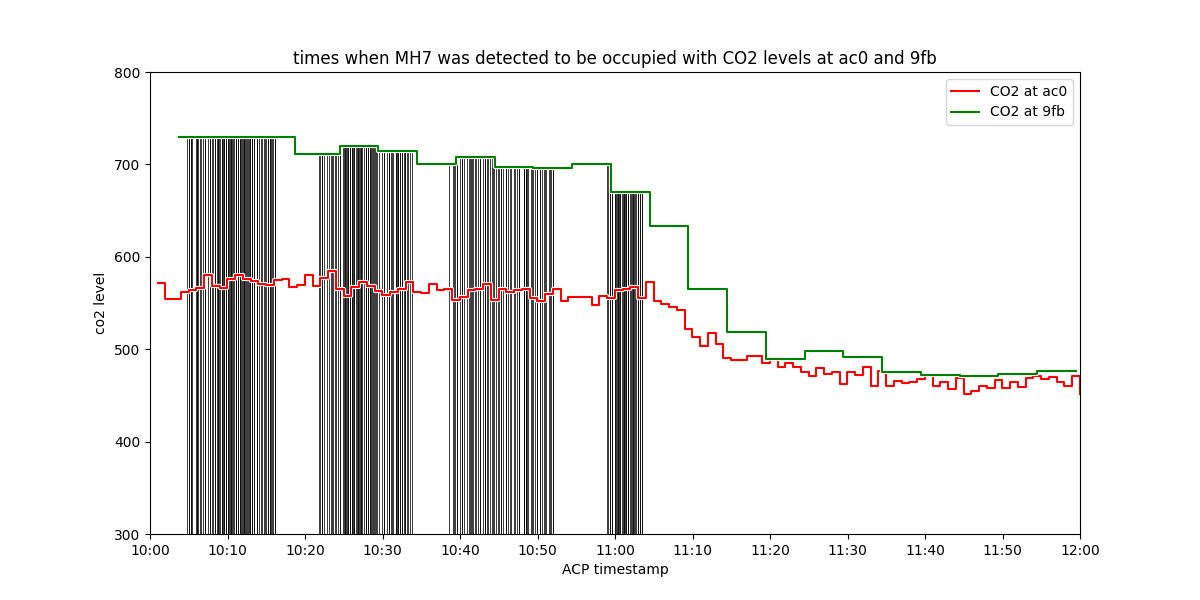 times when MH7 was detected to be occupied with CO2 levels at ac0 and 9fb
CO2 at ac0
CO2 at 9fb
co2 level
800
700
600
500
400
300
10:00 10:10 10:20 10:30 10:40 10:50 11:00 11:10 11:20 11:30 11:40 11:50 12:00
ACP timestamp